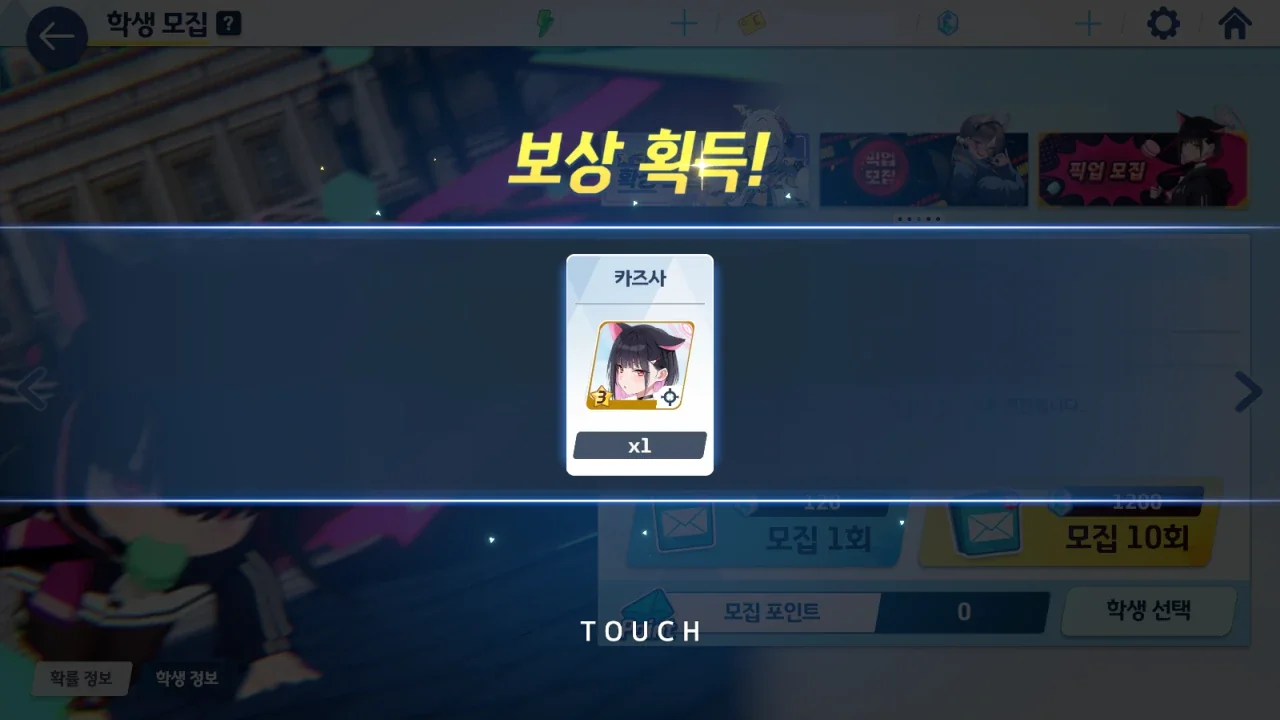 학생 모집 ?
보상 획득!
픽업
모집
픽업 모집
카즈사
3
x1
120
1200
모집 1회
모집 10회
모집 포인트
0
학생 선택
TOUCH
확률 정보
학생 정보